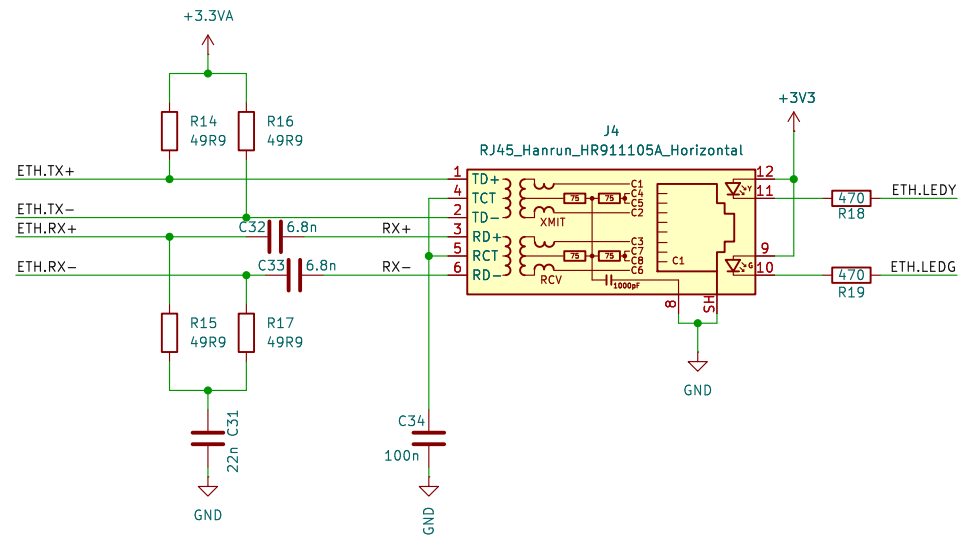 +3.3VA
+3V3
J4
RJ45_Hanrun_HR911105A_Horizontal
R14
49R9
R16
49R9
ETH.TX+
1
TD+
C1
12
Y
4
TCT
75
75
C4
C5
11
ETH.LEDY
470
R18
ETH.TX-
2
TD-
XMIT
C2
ETH.RX+
C32
6.8n
RX+
3
RD+
C3
9
5
RCT
75
75
C7
C8
C1
ETH.RX-
C33
6.8n
RX-
6
RD-
RCV
C6
G
10
ETH.LEDG
470
R19
1000pF
8
SH
R15
49R9
R17
49R9
GND
C31
22n
C34
100n
GND
GND